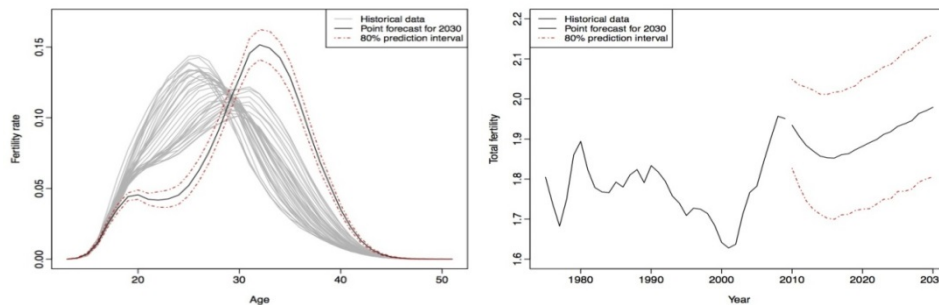 Historical data
Point forecast for 2030
80% prediction interval
Fertility rate
0.00
0.05
0.10
0.15
20
30
40
50
Age
Historical data
Point forecast for 2030
80% prediction interval
Total fertility
1.6
1.7
1.8
1.9
2.0
2.1
2.2
1980
1990
2000
2010
2020
Year